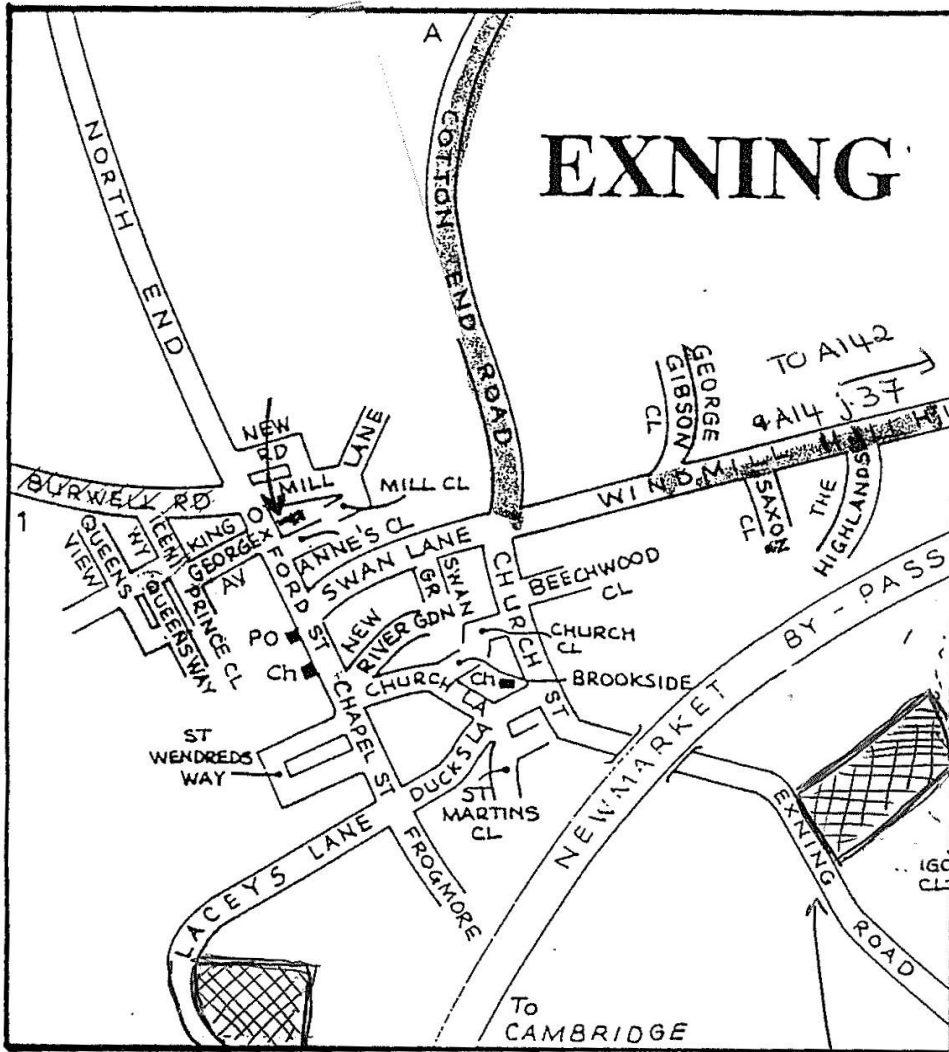 A
EXNING
NORTH END
COTTON END ROAD
GEORGE
GIBSON
CL
TO A142
& A14 j.37
WINDMILL HILL
SAXON
CL
THE
HIGHLANDS
NEW
RD
LANE
MILL
MILL CL
BURWELL RD
1
OXFORD ST
ANNE'S CL
SWAN LANE
QUEENS
VIEW
ICENI
WY
KING
GEORGE
AV
PRINCE CL
QUEENSWAY
SWAN
GR
CHURCH ST
BEECHWOOD
CL
NEW
RIVER GDN
PO
Ch
CHURCH
CL
BROOKSIDE
Ch
CHURCH LA
CHAPEL ST
DUCKS LA
ST
WENDREDS
WAY
ST
MARTINS
CL
NEWMARKET BY-PASS
EXNING ROAD
LACEYS LANE
FROGMORE
CL
TO
CAMBRIDGE